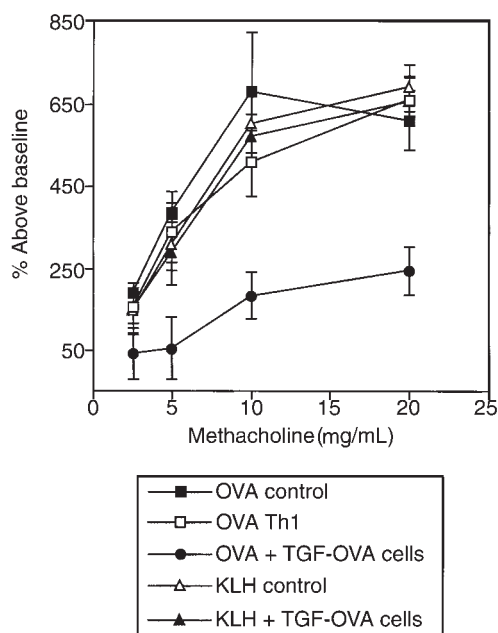 850
650
450
250
50
% Above baseline
0 5 10 15 20 25
Methacholine (mg/mL)
OVA control
OVA Th1
OVA + TGF-OVA cells
KLH control
KLH + TGF-OVA cells